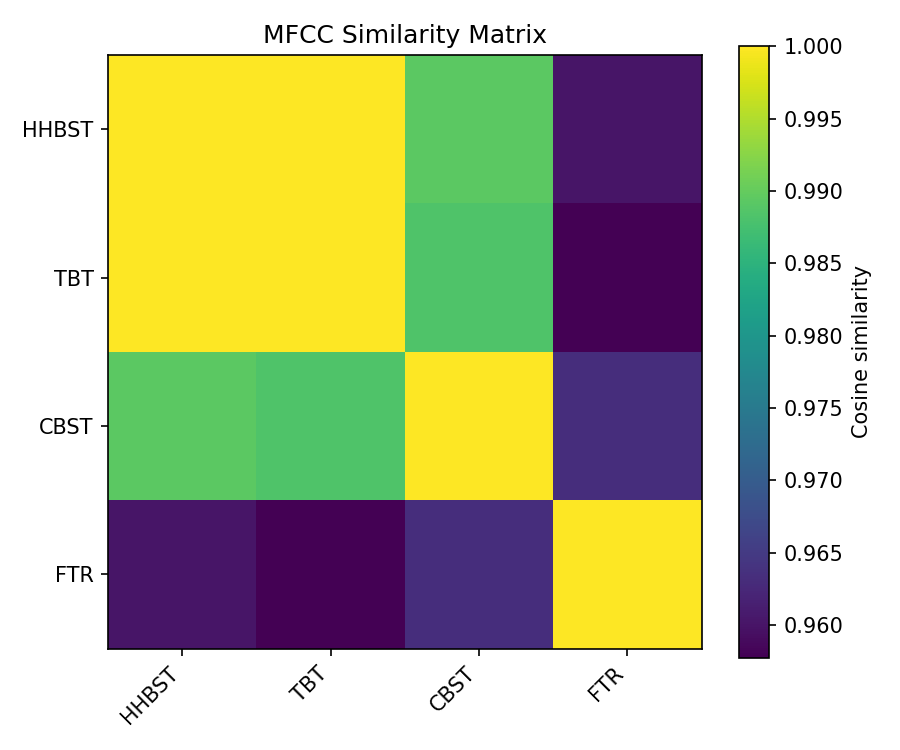 MFCC Similarity Matrix
HHBST
TBT
CBST
FTR
HHBST
TBT
CBST
FTR
1.000
0.995
0.990
0.985
0.980
0.975
0.970
0.965
0.960
Cosine similarity